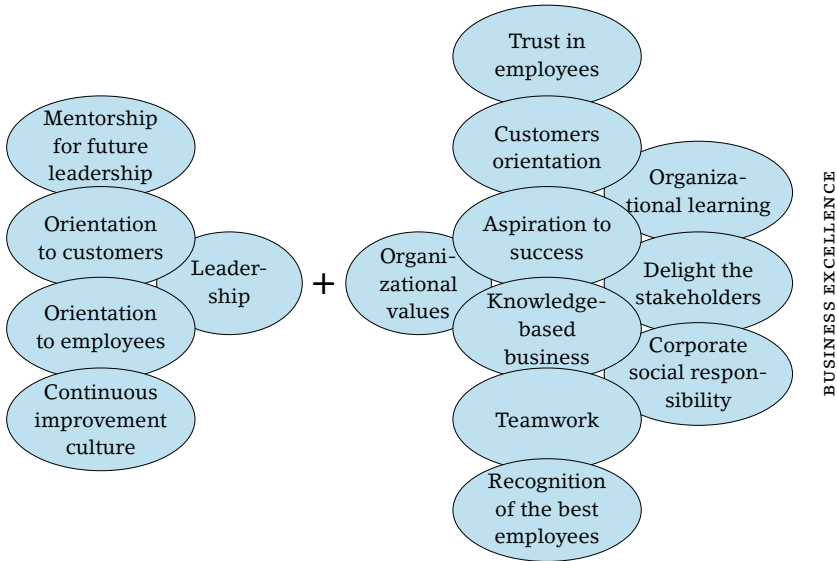 Mentorship
for future
leadership
Orientation
to customers
Orientation
to employees
Continuous
improvement
culture
Leader-
ship
+
Organi-
zational
values
Trust in
employees
Customers
orientation
Aspiration to
success
Knowledge-
based
business
Teamwork
Recognition
of the best
employees
Organiza-
tional learning
Delight the
stakeholders
Corporate
social respon-
sibility
BUSINESS EXCELLENCE